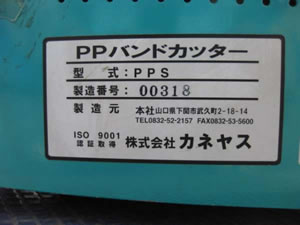 PPバンドカッター
型式:PPS
製造番号:00318
製造元 本社山口県下関市武久町2-18-14
TEL0832-52-2157 FAX0832-53-5600
ISO 9001
認証取得 株式会社 カネヤス